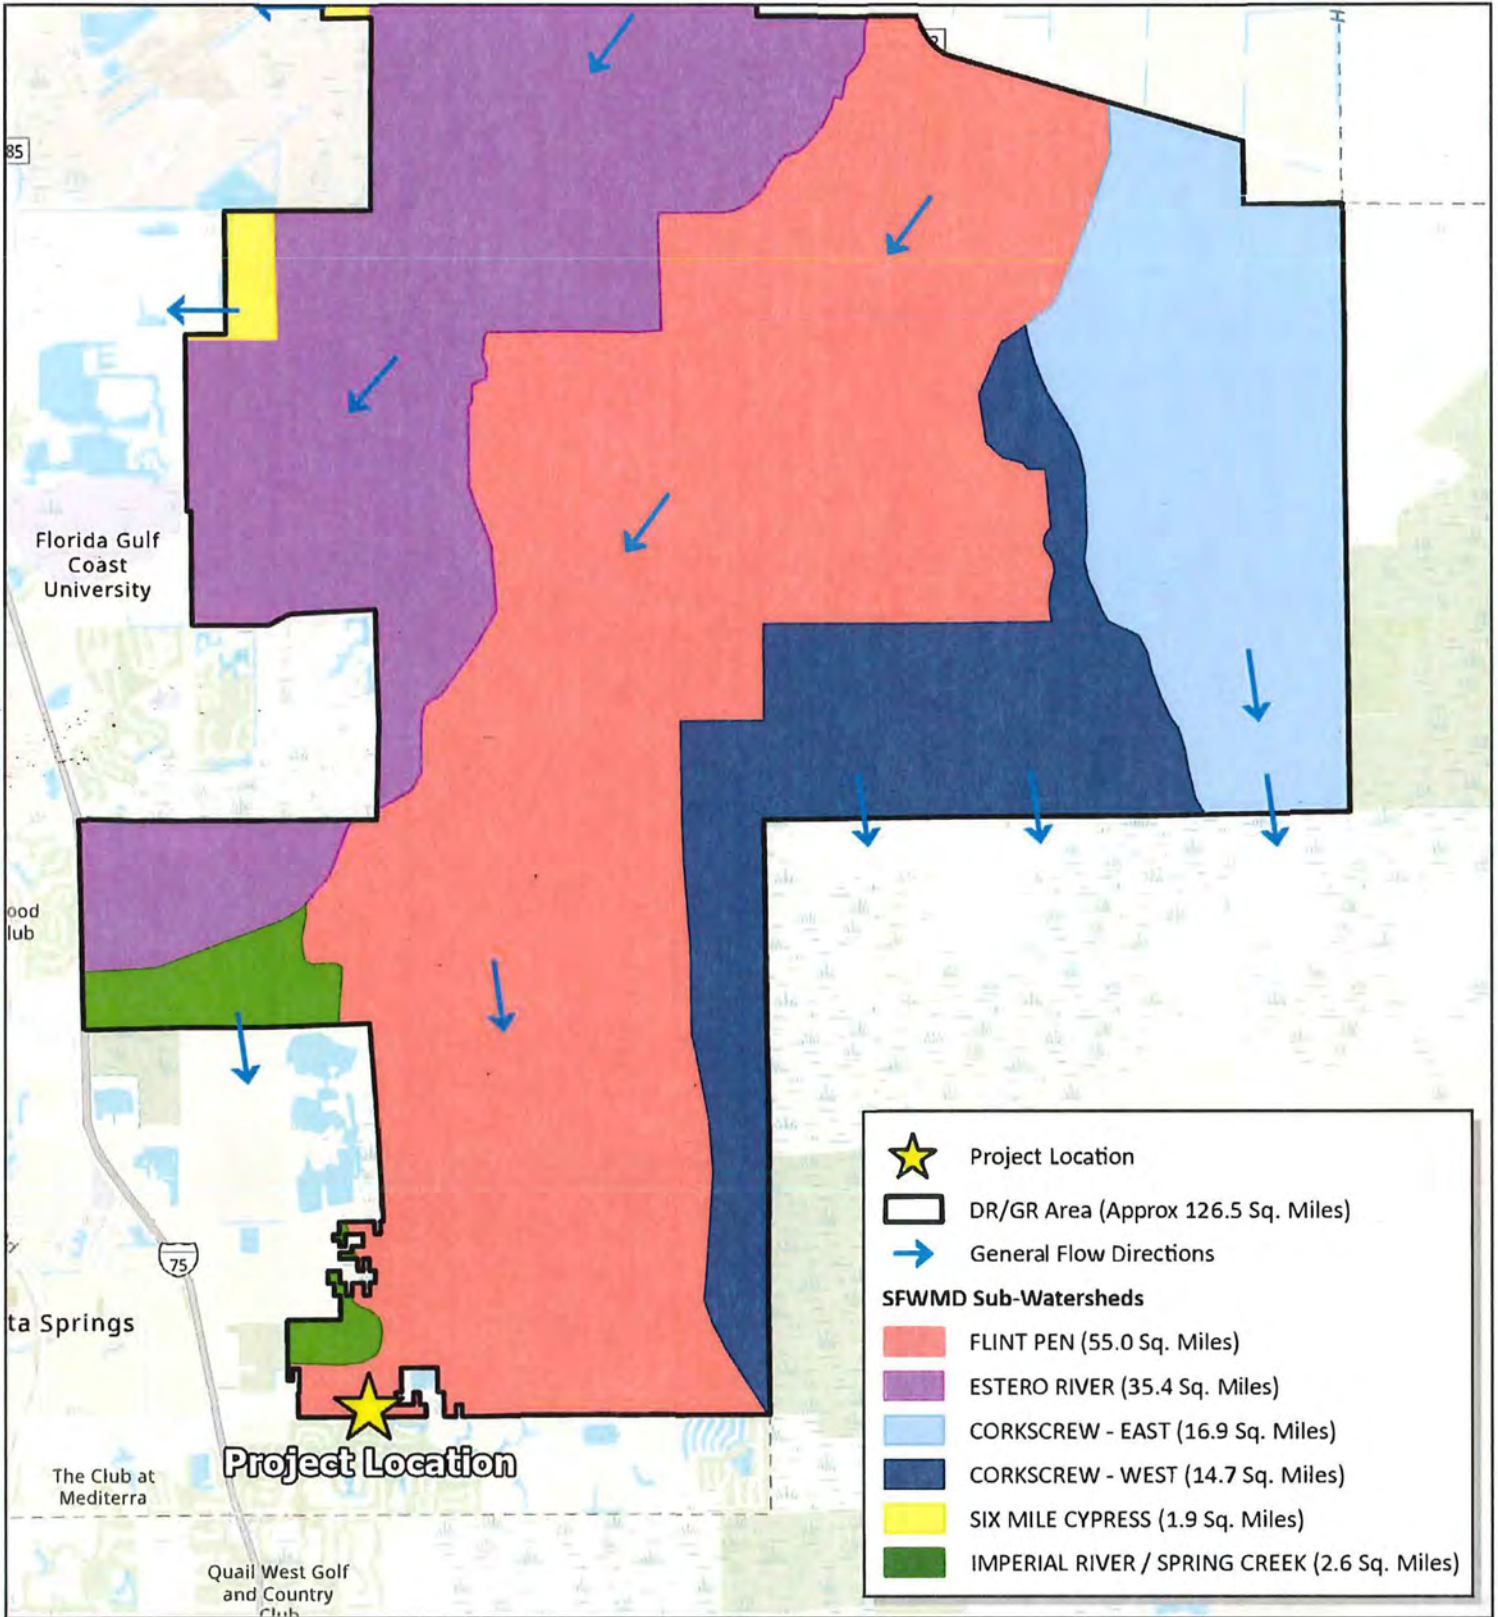 85
Florida Gulf
Coast
University
ood
lub
75
ta Springs
Project Location
The Club at
Mediterra
Quail West Golf
and Country
Club
Project Location
DR/GR Area (Approx 126.5 Sq. Miles)
General Flow Directions
SFWMD Sub-Watersheds
FLINT PEN (55.0 Sq. Miles)
ESTERO RIVER (35.4 Sq. Miles)
CORKSCREW - EAST (16.9 Sq. Miles)
CORKSCREW - WEST (14.7 Sq. Miles)
SIX MILE CYPRESS (1.9 Sq. Miles)
IMPERIAL RIVER / SPRING CREEK (2.6 Sq. Miles)